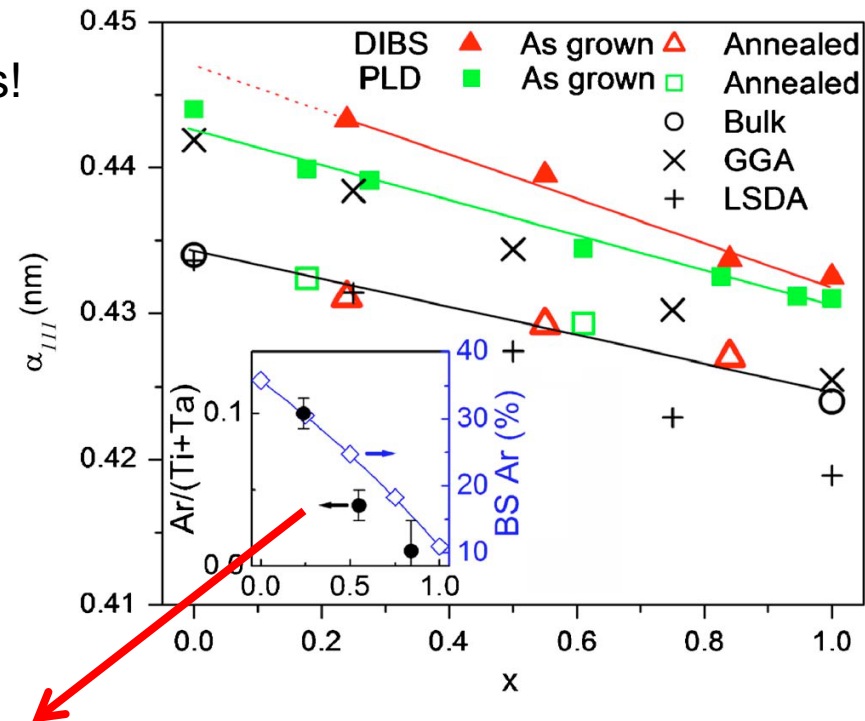 s!
0.45
0.44
0.43
0.42
0.41
α111 (nm)
DIBS As grown Annealed
PLD As grown Annealed
Bulk
GGA
LSDA
Ar/(Ti+Ta)
0.1
0.0
40
30
20
10
BS Ar (%)
0.0 0.5 1.0
0.0 0.2 0.4 0.6 0.8 1.0
x